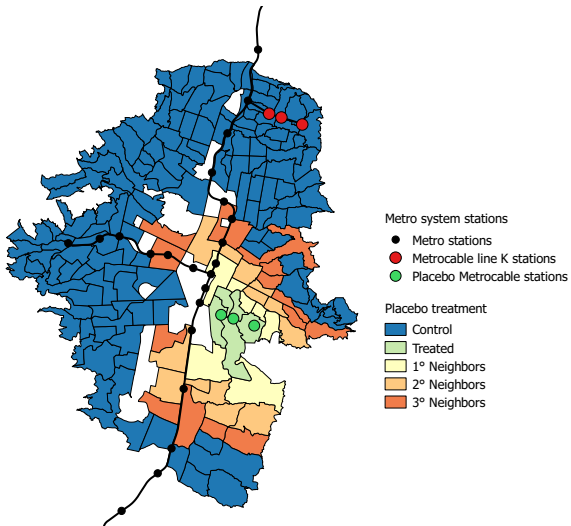 Metro system stations
Metro stations
Metrocable line K stations
Placebo Metrocable stations
Placebo treatment
Control
Treated
1° Neighbors
2° Neighbors
3° Neighbors